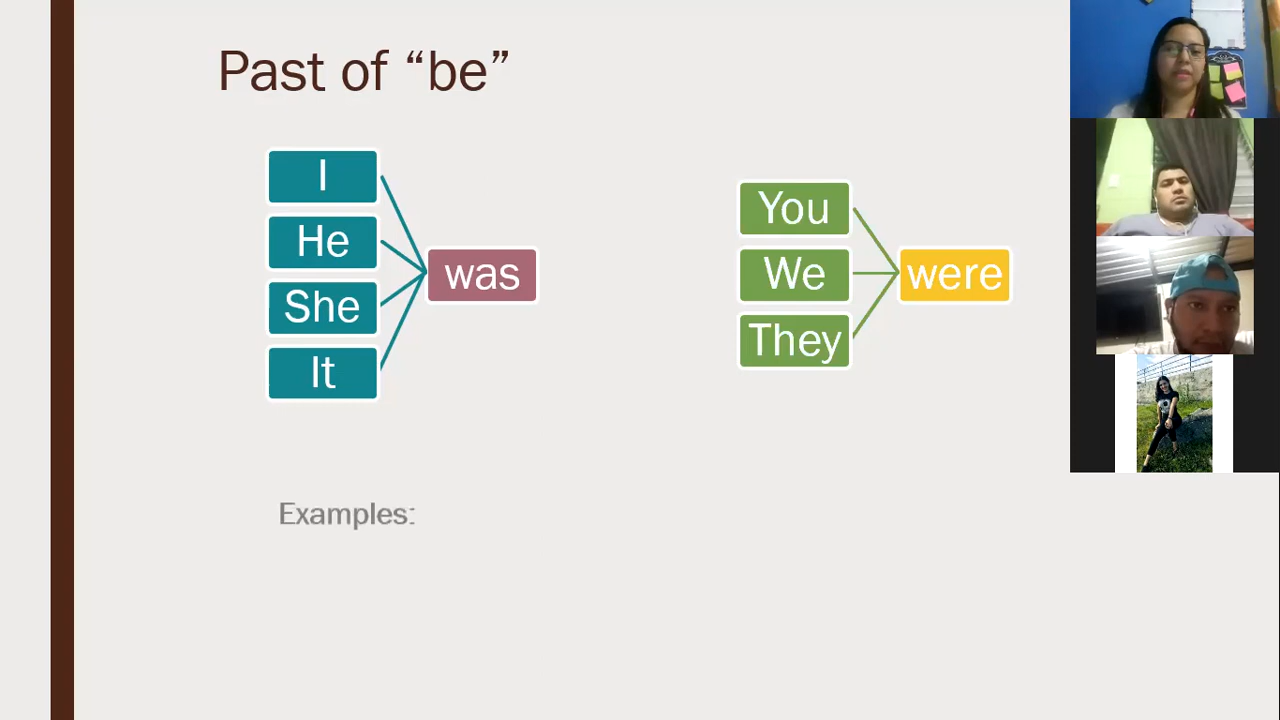 Past of “be”
I
He
She
It
was
You
We
They
were
Examples: